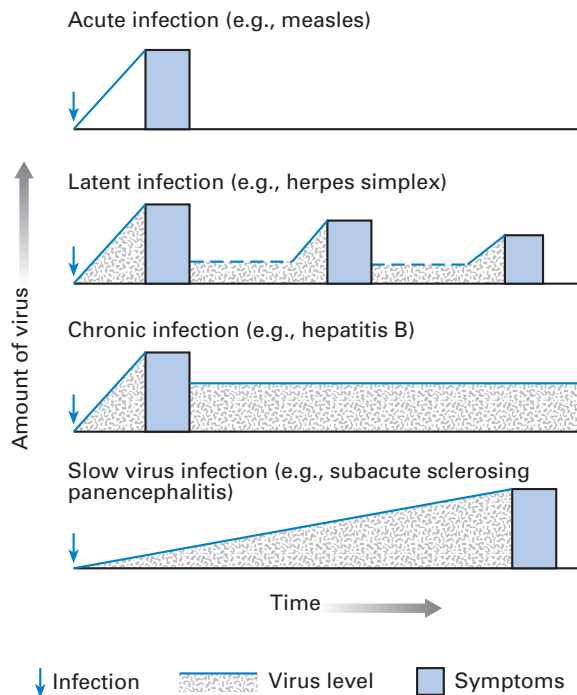 Acute infection (e.g., measles)
Latent infection (e.g., herpes simplex)
Chronic infection (e.g., hepatitis B)
Slow virus infection (e.g., subacute sclerosing
panencephalitis)
Amount of virus
Time
Infection
Virus level
Symptoms